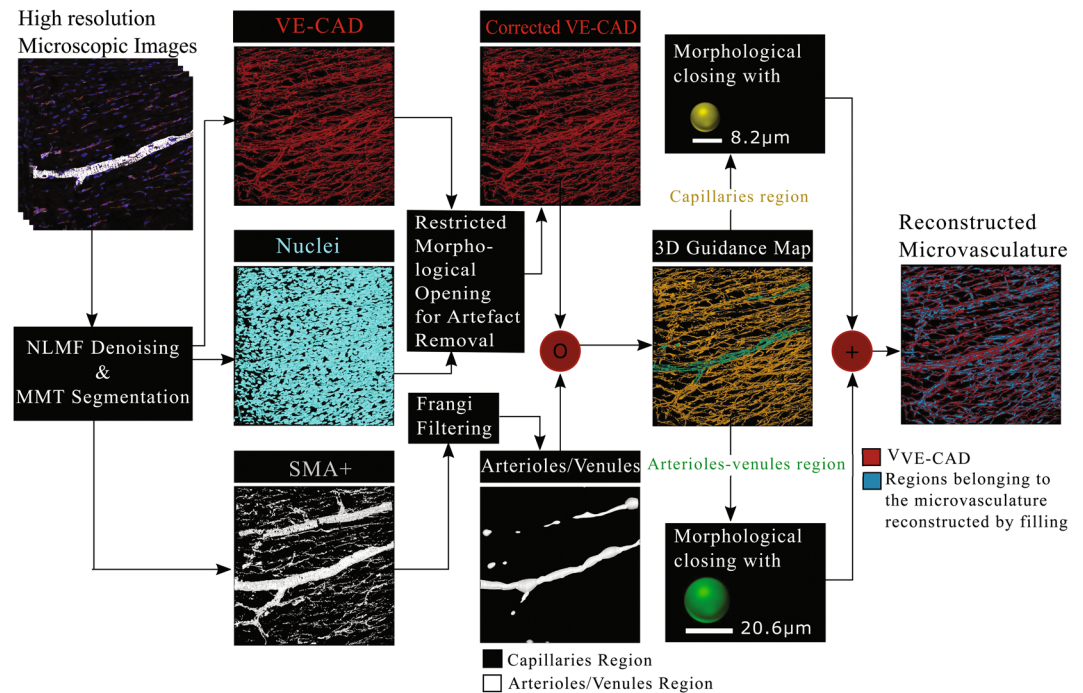 High resolution
Microscopic Images
VE-CAD
Corrected VE-CAD
Morphological
closing with
8.2µm
Capillaries region
Restricted
Morpho-
logical
Opening
for Artefact
Removal
Nuclei
3D Guidance Map
Reconstructed
Microvasculature
NLMF Denoising
&
MMT Segmentation
O
+
Frangi
Filtering
SMA+
Arterioles/Venules
Arterioles-venules region
VVE-CAD
Regions belonging to
the microvasculature
reconstructed by filling
Morphological
closing with
20.6µm
Capillaries Region
Arterioles/Venules Region